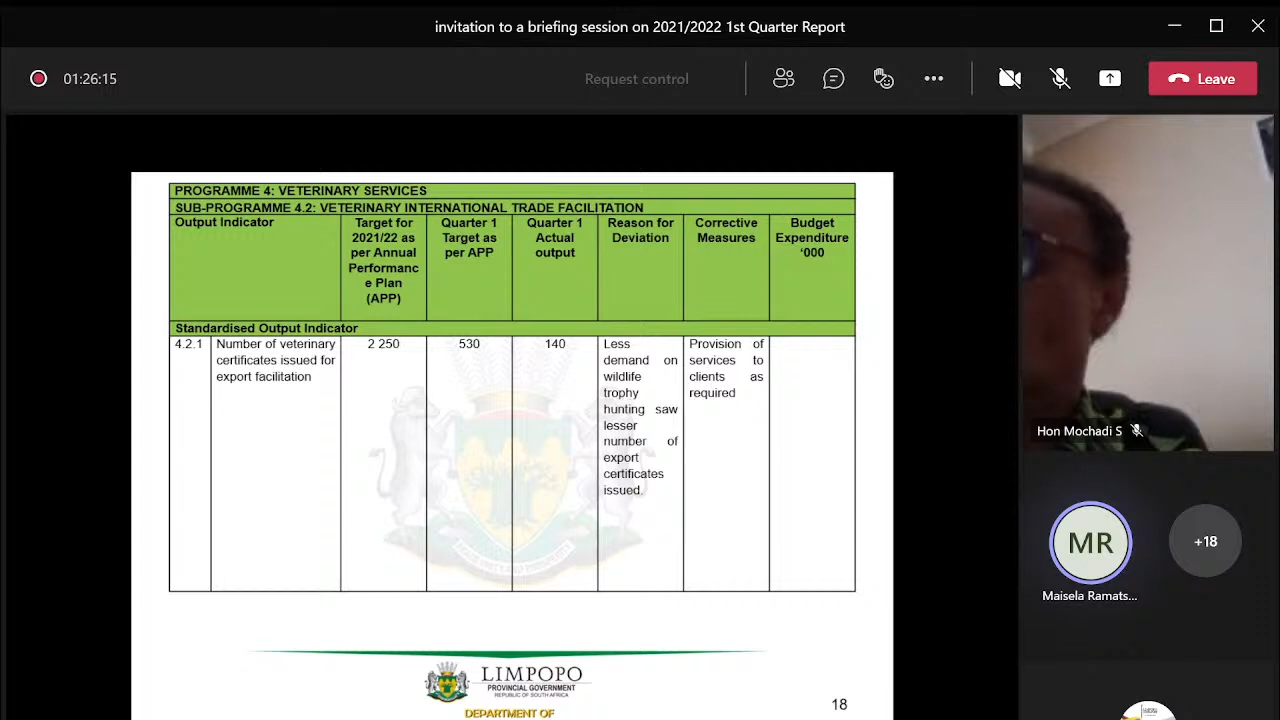 invitation to a briefing session on 2021/2022 1st Quarter Report
01:26:15
Request control
Leave
PROGRAMME 4: VETERINARY SERVICES
SUB-PROGRAMME 4.2: VETERINARY INTERNATIONAL TRADE FACILITATION
Output Indicator
Target for
2021/22 as
per Annual
Performanc
e Plan
(APP)
Quarter 1
Target as
per APP
Quarter 1
Actual
output
Reason for
Deviation
Corrective
Measures
Budget
Expenditure
‘000
Standardised Output Indicator
4.2.1
Number of veterinary
certificates issued for
export facilitation
2 250
530
140
Less
demand on
wildlife
trophy
hunting saw
lesser
number of
export
certificates
issued.
Provision of
services to
clients as
required
LIMPOPO
PROVINCIAL GOVERNMENT
REPUBLIC OF SOUTH AFRICA
DEPARTMENT OF
18
Hon Mochadi S
MR
Maisela Ramats...
+18